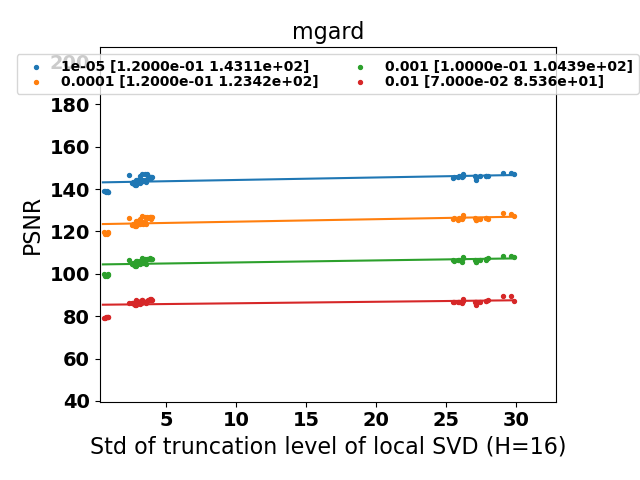 mgard
1e-05 [1.2000e-01 1.4311e+02]
0.0001 [1.2000e-01 1.2342e+02]
0.001 [1.0000e-01 1.0439e+02]
0.01 [7.000e-02 8.536e+01]
PSNR
200
180
160
140
120
100
80
60
40
5 10 15 20 25 30
Std of truncation level of local SVD (H=16)